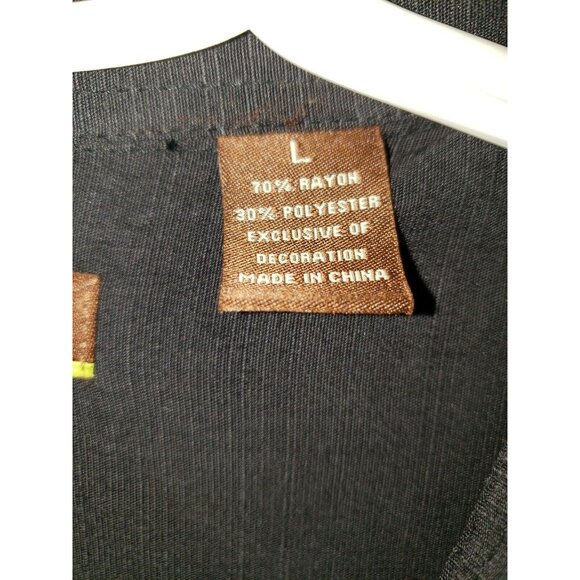 L
70% RAYON
30% POLYESTER
EXCLUSIVE OF
DECORATION
MADE IN CHINA